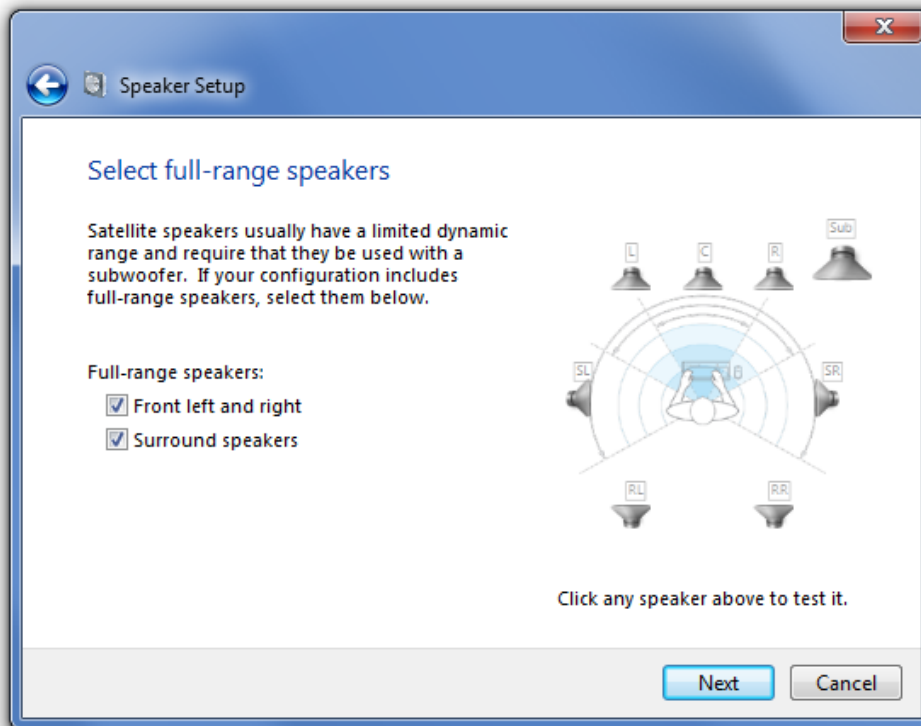 Speaker Setup
Select full-range speakers
Satellite speakers usually have a limited dynamic
range and require that they be used with a
subwoofer.  If your configuration includes
full-range speakers, select them below.
Full-range speakers:
Front left and right
Surround speakers
L
C
R
Sub
SL
SR
RL
RR
Click any speaker above to test it.
Next
Cancel